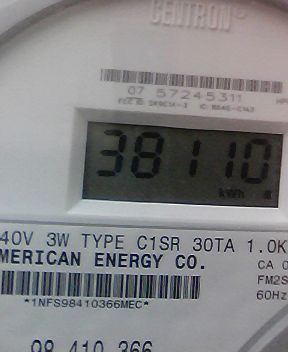 CENTRON®
07 57245311
38110
kWh
40V 3W TYPE C1SR 30TA 1.0K
MERICAN ENERGY CO.
CA 0
FM2S
*1NFS98410366MEC*
60Hz
98 410 366